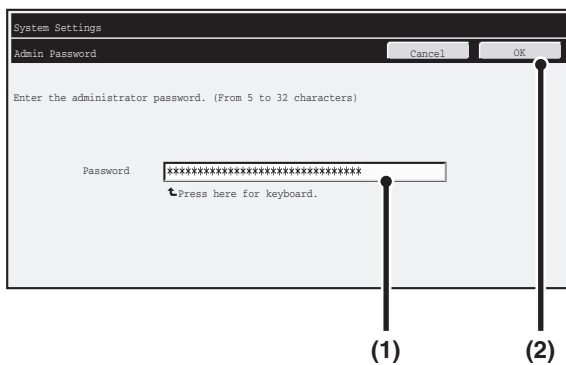 System Settings
Admin Password Cancel OK
Enter the administrator password. (From 5 to 32 characters)
Password ********************************
Press here for keyboard.
(1) (2)